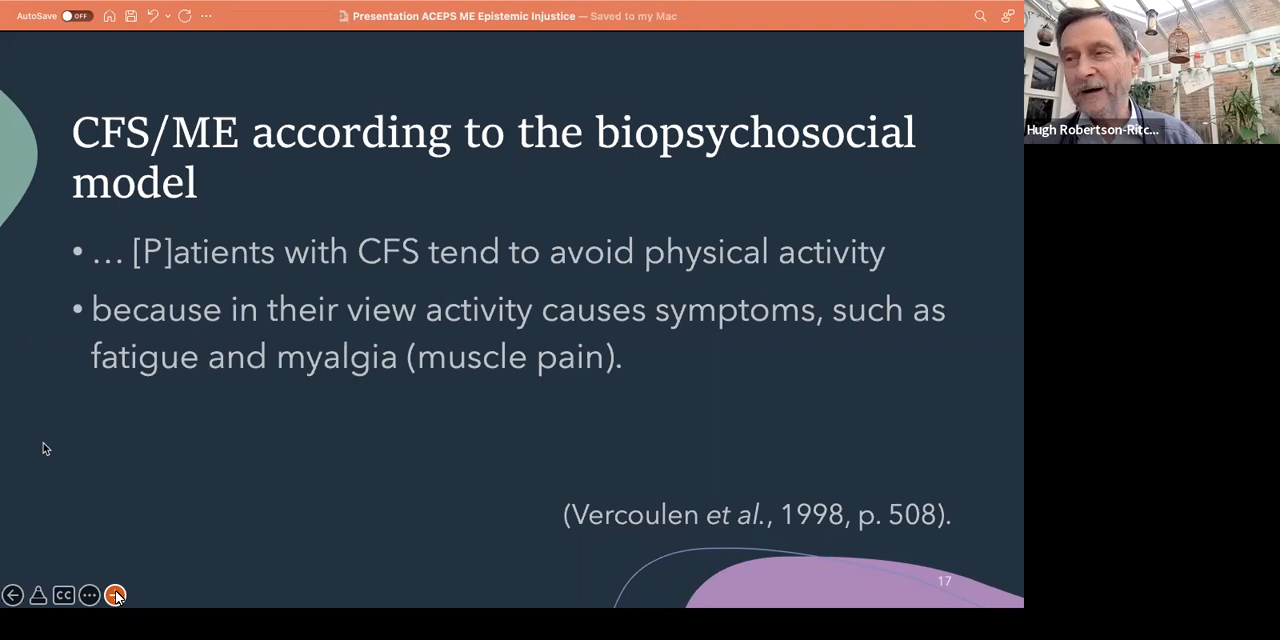 AutoSave OFF
Presentation ACEPS ME Epistemic Injustice — Saved to my Mac
CFS/ME according to the biopsychosocial
model
• … [P]atients with CFS tend to avoid physical activity
• because in their view activity causes symptoms, such as
fatigue and myalgia (muscle pain).
(Vercoulen et al., 1998, p. 508).
17
CC
Hugh Robertson-Ritc...